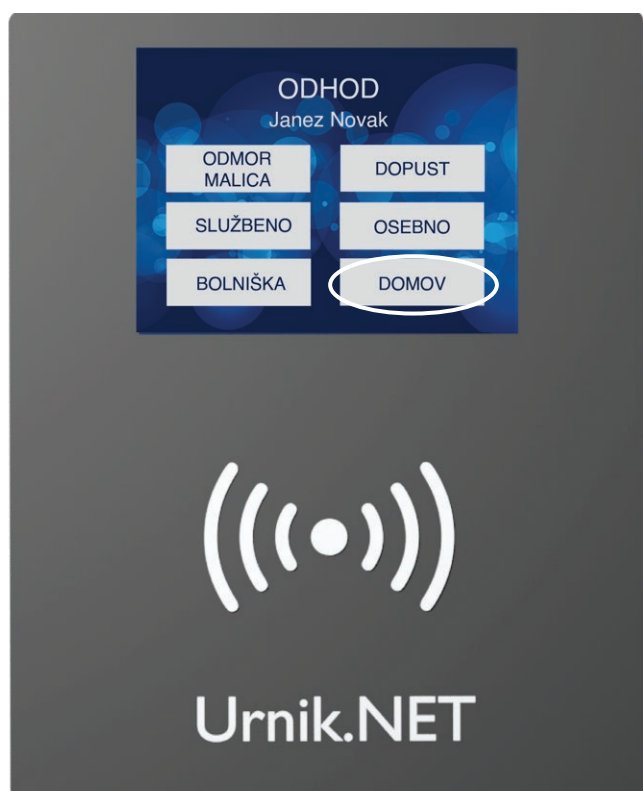 ODHOD
Janez Novak
ODMOR
MALICA
DOPUST
SLUŽBENO
OSEBNO
BOLNIŠKA
DOMOV
Urnik.NET